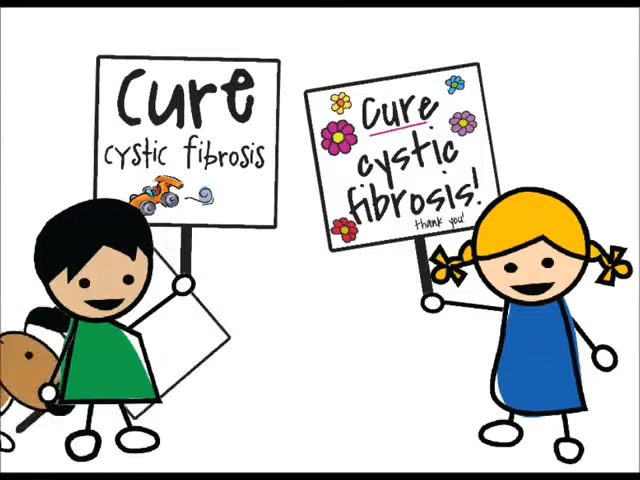 cure
cystic fibrosis
cure
cystic
fibrosis!
thank you!